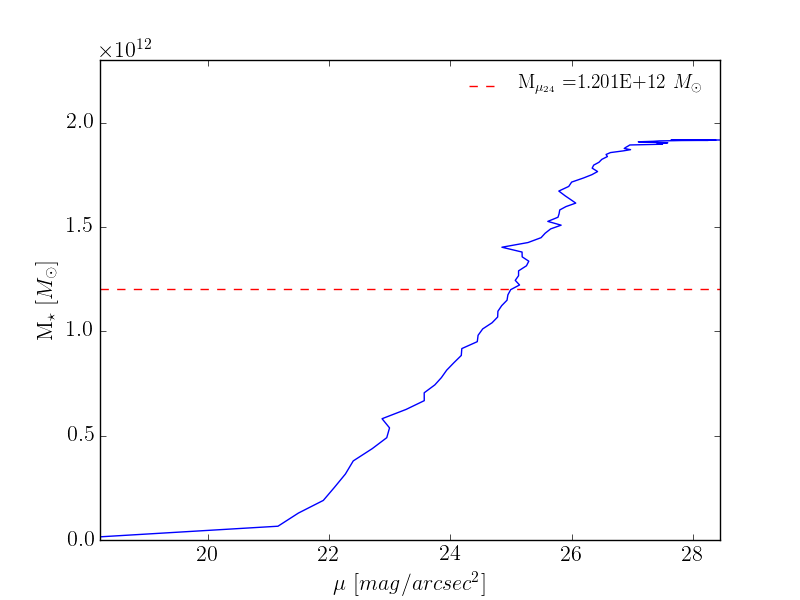 ×10¹²
M_μ₂₄ =1.201E+12 M_⊙
2.0
1.5
1.0
0.5
0.0
M⋆ [M_⊙]
20 22 24 26 28
μ [mag/arcsec²]